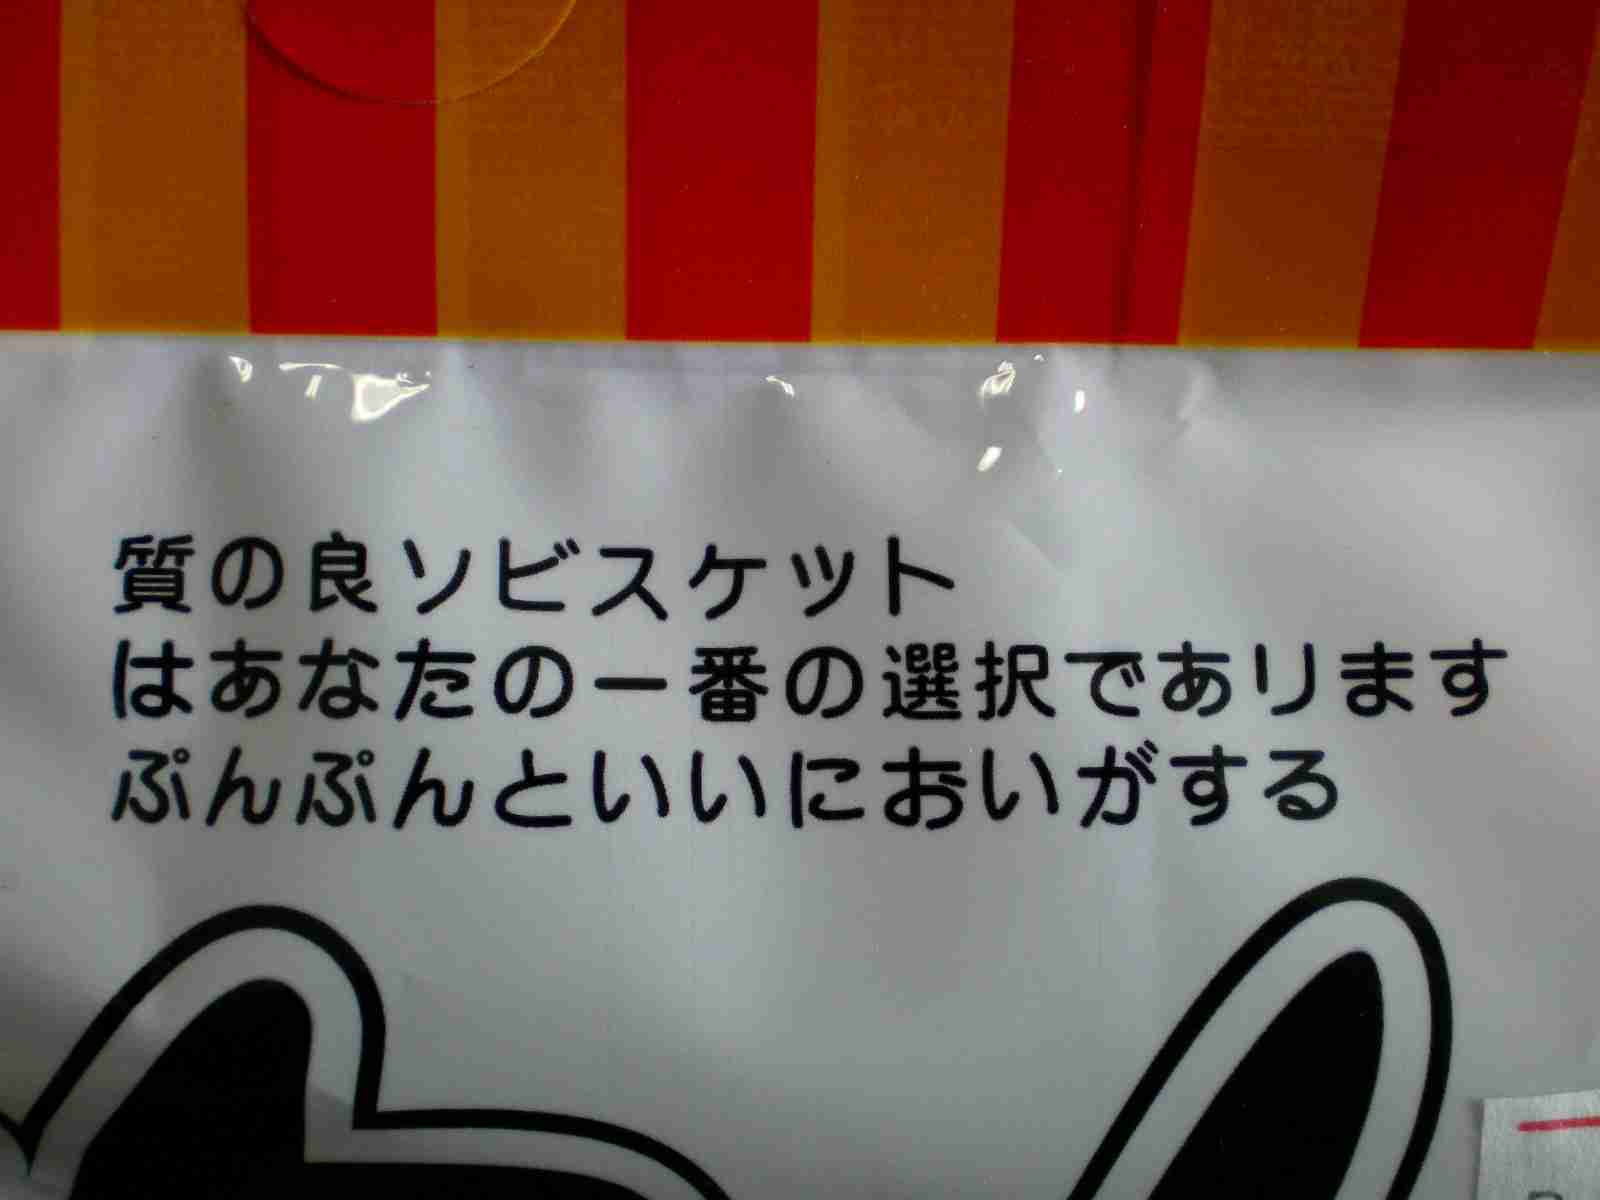 質の良ソビスケット
はあなたの一番の選択であります
ぷんぷんといいにおいがする